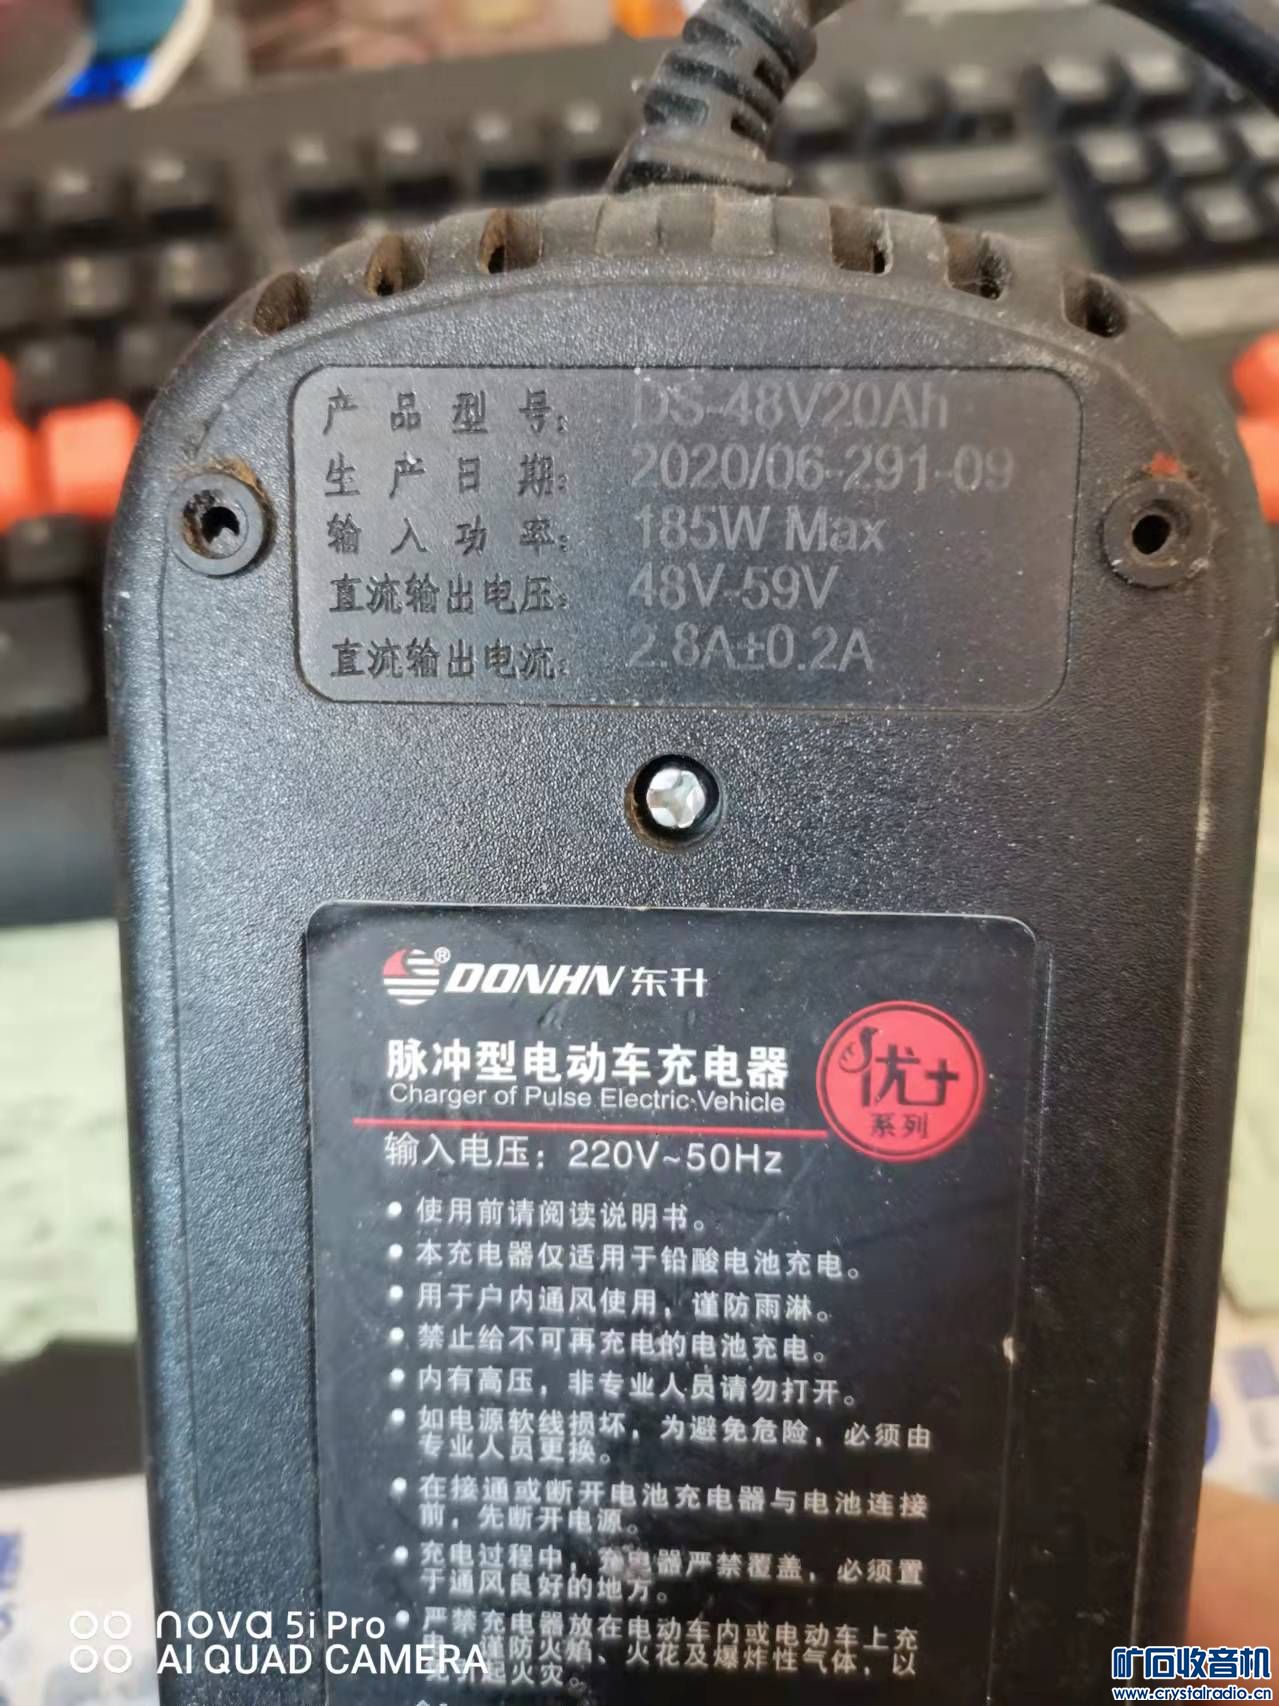 产品型号: DS-48V20Ah
生产日期: 2020/06-291-09
输入功率: 185W Max
直流输出电压: 48V-59V
直流输出电流: 2.8A±0.2A
® DONHN 东升
脉冲型电动车充电器
Charger of Pulse Electric Vehicle
优+
系列
输入电压：220V~50Hz
• 使用前请阅读说明书。
• 本充电器仅适用于铅酸电池充电。
• 用于户内通风使用，谨防雨淋。
• 禁止给不可再充电的电池充电。
• 内有高压，非专业人员请勿打开。
• 如电源软线损坏，为避免危险，必须由
专业人员更换。
• 在接通或断开电池充电器与电池连接
前，先断开电源。
• 充电过程中，充电器严禁覆盖，必须置
于通风良好的地方。
• 严禁充电器放在电动车内或电动车上充
谨防火焰、火花及爆炸性气体，以
起火灾。
nova 5i Pro
AI QUAD CAMERA
矿石收音机
www.crystalradio.cn